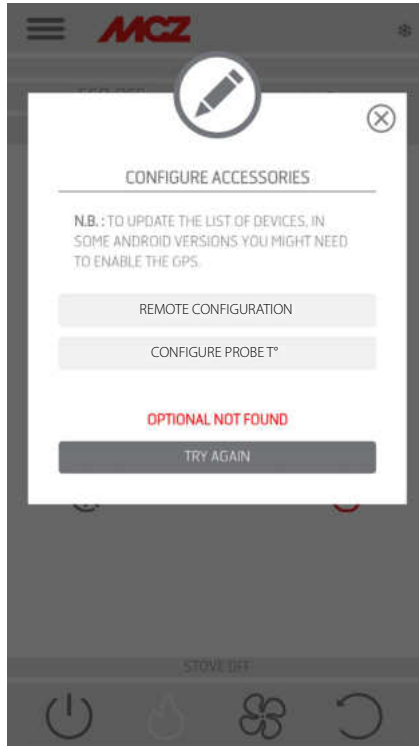 MCZ
CONFIGURE ACCESSORIES
N.B. : TO UPDATE THE LIST OF DEVICES, IN
SOME ANDROID VERSIONS YOU MIGHT NEED
TO ENABLE THE GPS.
REMOTE CONFIGURATION
CONFIGURE PROBE T°
OPTIONAL NOT FOUND
TRY AGAIN
STOVE OFF